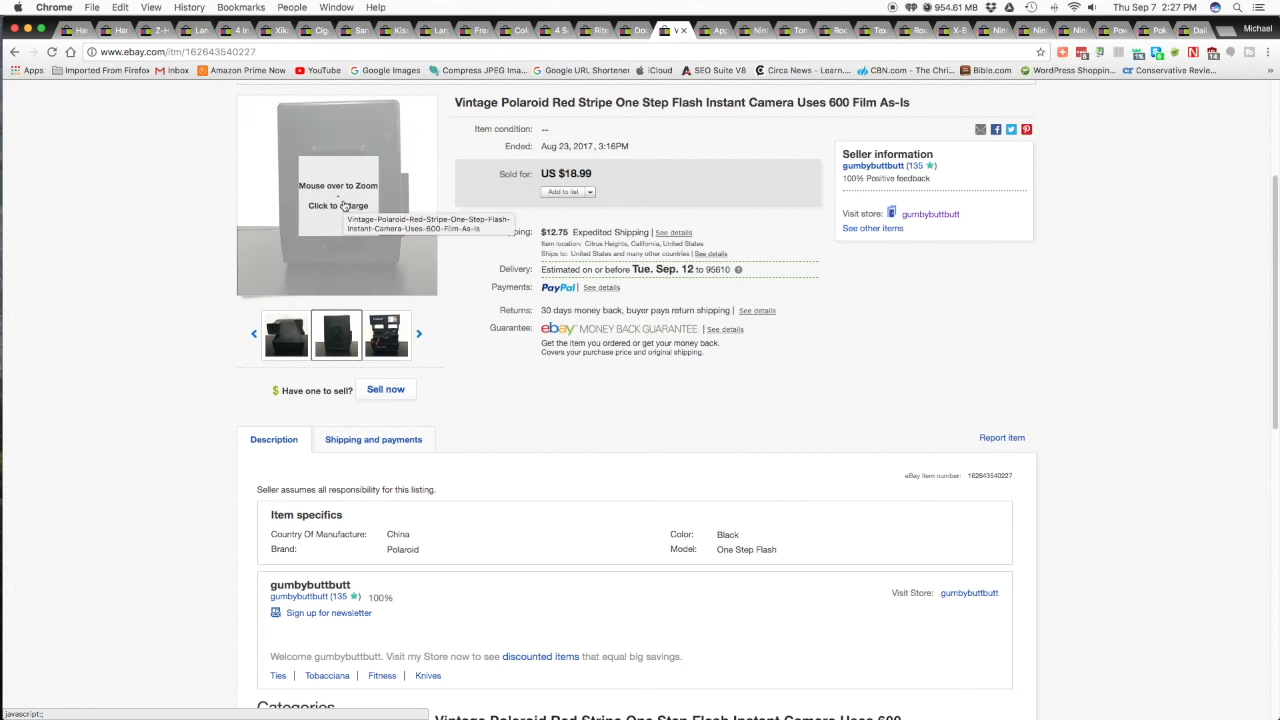 Chrome File Edit View History Bookmarks People Window Help 954.61 MB Thu Sep 7 2:27 PM
Michael
www.ebay.com/itm/162643540227
Apps Imported From Firefox Inbox Amazon Prime Now YouTube Google Images Compress JPEG Ima... Google URL Shortener iCloud SEO Suite V8 Circa News - Learn.... CBN.com - The Chri... Bible.com WordPress Shoppin... Conservative Review...
Vintage Polaroid Red Stripe One Step Flash Instant Camera Uses 600 Film As-Is
Item condition: --
Ended: Aug 23, 2017 , 3:16PM
Sold for: US $18.99
Add to list
Mouse over to Zoom
-
Click to enlarge
Vintage-Polaroid-Red-Stripe-One-Step-Flash-
Instant-Camera-Uses-600-Film-As-Is
$12.75 Expedited Shipping | See details
Item location: Citrus Heights, California, United States
Ships to: United States and many other countries | See details
Delivery: Estimated on or before Tue. Sep. 12 to 95610
Payments: PayPal | See details
Returns: 30 days money back, buyer pays return shipping | See details
Guarantee: ebay MONEY BACK GUARANTEE | See details
Get the item you ordered or get your money back.
Covers your purchase price and original shipping.
Seller information
gumbybuttbutt (135 )
100% Positive feedback
Visit store: gumbybuttbutt
See other items
Have one to sell? Sell now
Description Shipping and payments
Report item
eBay item number: 162643540227
Seller assumes all responsibility for this listing.
Item specifics
Country Of Manufacture: China Color: Black
Brand: Polaroid Model: One Step Flash
gumbybuttbutt
gumbybuttbutt (135 ) 100%
Sign up for newsletter
Visit Store: gumbybuttbutt
Welcome gumbybuttbutt. Visit my Store now to see discounted items that equal big savings.
Ties | Tobacciana | Fitness | Knives
Categories
Vintage Polaroid Red Stripe One Step Flash Instant Camera Uses 600
javascript:;